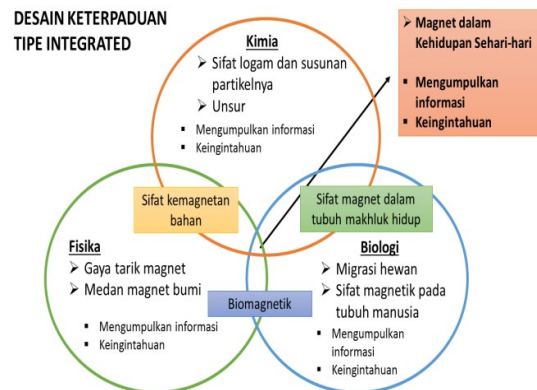 DESAIN KETERPADUAN
TIPE INTEGRATED
Kimia
➤ Sifat logam dan susunan
partikelnya
➤ Unsur
▪ Mengumpulkan informasi
▪ Keingintahuan
➤ Magnet dalam
Kehidupan Sehari-hari
▪ Mengumpulkan
informasi
▪ Keingintahuan
Sifat kemagnetan
bahan
Sifat magnet dalam
tubuh makhluk hidup
Fisika
➤ Gaya tarik magnet
➤ Medan magnet bumi
▪ Mengumpulkan informasi
▪ Keingintahuan
Biomagnetik
Biologi
➤ Migrasi hewan
➤ Sifat magnetik pada
tubuh manusia
▪ Mengumpulkan
informasi
▪ Keingintahuan